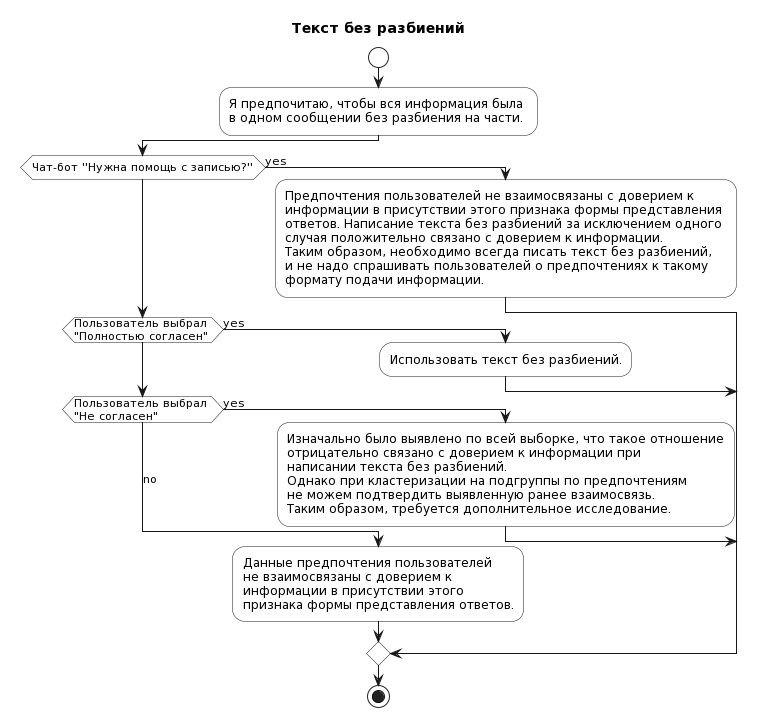 Текст без разбиений
Я предпочитаю, чтобы вся информация была
в одном сообщении без разбиения на части.
Чат-бот ''Нужна помощь с записью?''
yes
Предпочтения пользователей не взаимосвязаны с доверием к
информации в присутствии этого признака формы представления
ответов. Написание текста без разбиений за исключением одного
случая положительно связано с доверием к информации.
Таким образом, необходимо всегда писать текст без разбиений,
и не надо спрашивать пользователей о предпочтениях к такому
формату подачи информации.
Пользователь выбрал
"Полностью согласен"
yes
Использовать текст без разбиений.
Пользователь выбрал
"Не согласен"
yes
Изначально было выявлено по всей выборке, что такое отношение
отрицательно связано с доверием к информации при
написании текста без разбиений.
Однако при кластеризации на подгруппы по предпочтениям
не можем подтвердить выявленную ранее взаимосвязь.
Таким образом, требуется дополнительное исследование.
no
Данные предпочтения пользователей
не взаимосвязаны с доверием к
информации в присутствии этого
признака формы представления ответов.